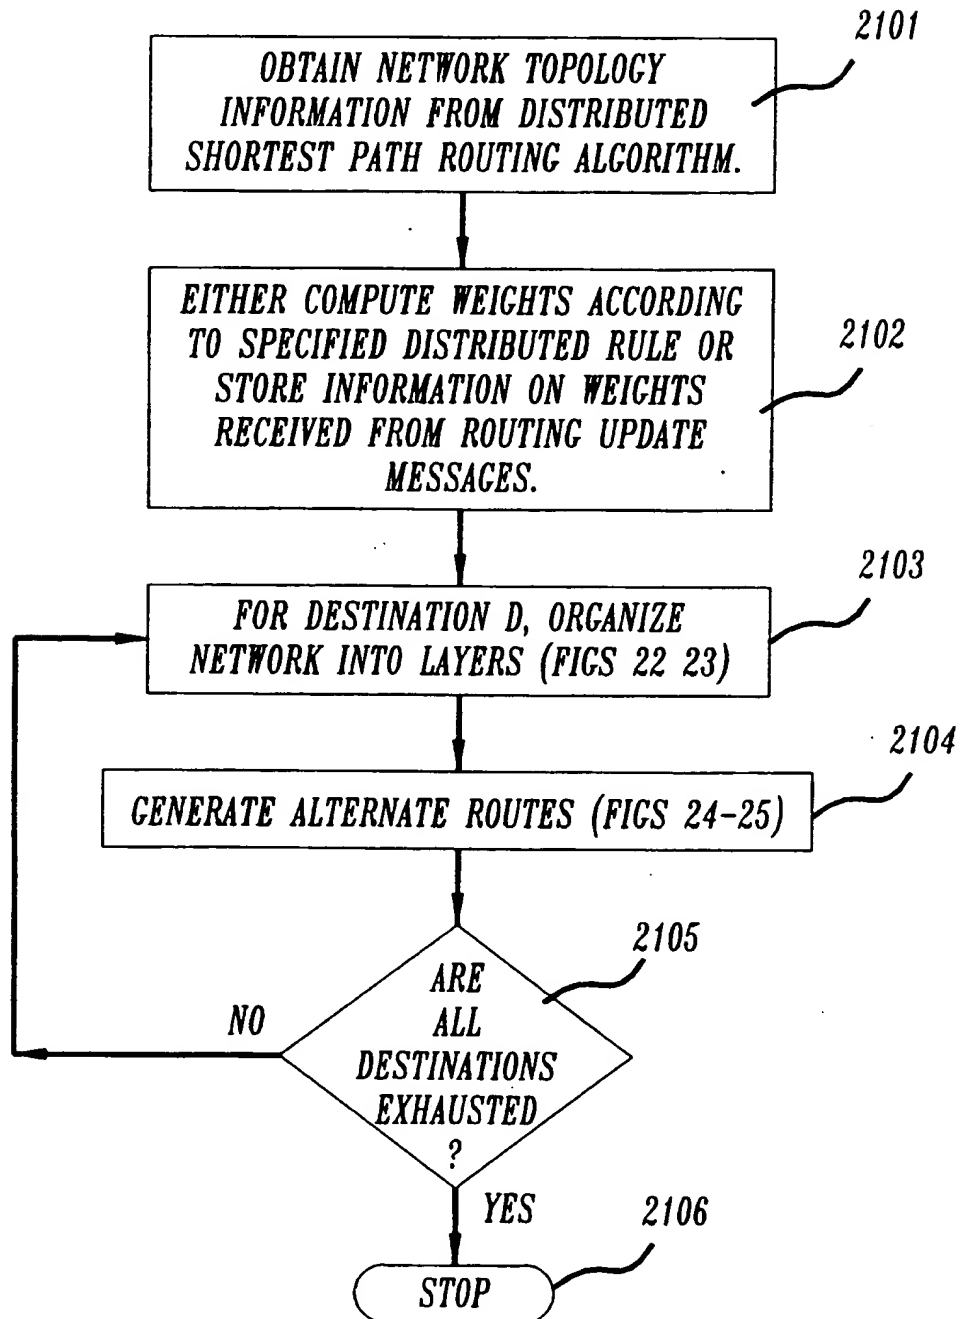 2101
OBTAIN NETWORK TOPOLOGY
INFORMATION FROM DISTRIBUTED
SHORTEST PATH ROUTING ALGORITHM.
EITHER COMPUTE WEIGHTS ACCORDING
TO SPECIFIED DISTRIBUTED RULE OR
STORE INFORMATION ON WEIGHTS
RECEIVED FROM ROUTING UPDATE
MESSAGES.
2102
2103
FOR DESTINATION D, ORGANIZE
NETWORK INTO LAYERS (FIGS 22 23)
2104
GENERATE ALTERNATE ROUTES (FIGS 24-25)
2105
ARE
ALL
DESTINATIONS
EXHAUSTED
?
NO
YES
2106
STOP